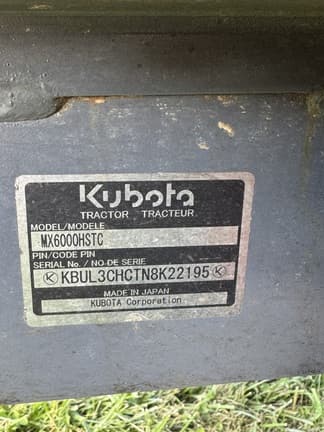 Kubota
TRACTOR TRACTEUR
MODEL/MODELE
MX6000HSTC
PIN/CODE PIN
SERIAL No. / NO DE SERIE
KBUL3CHCTN8K22195
MADE IN JAPAN
KUBOTA Corporation